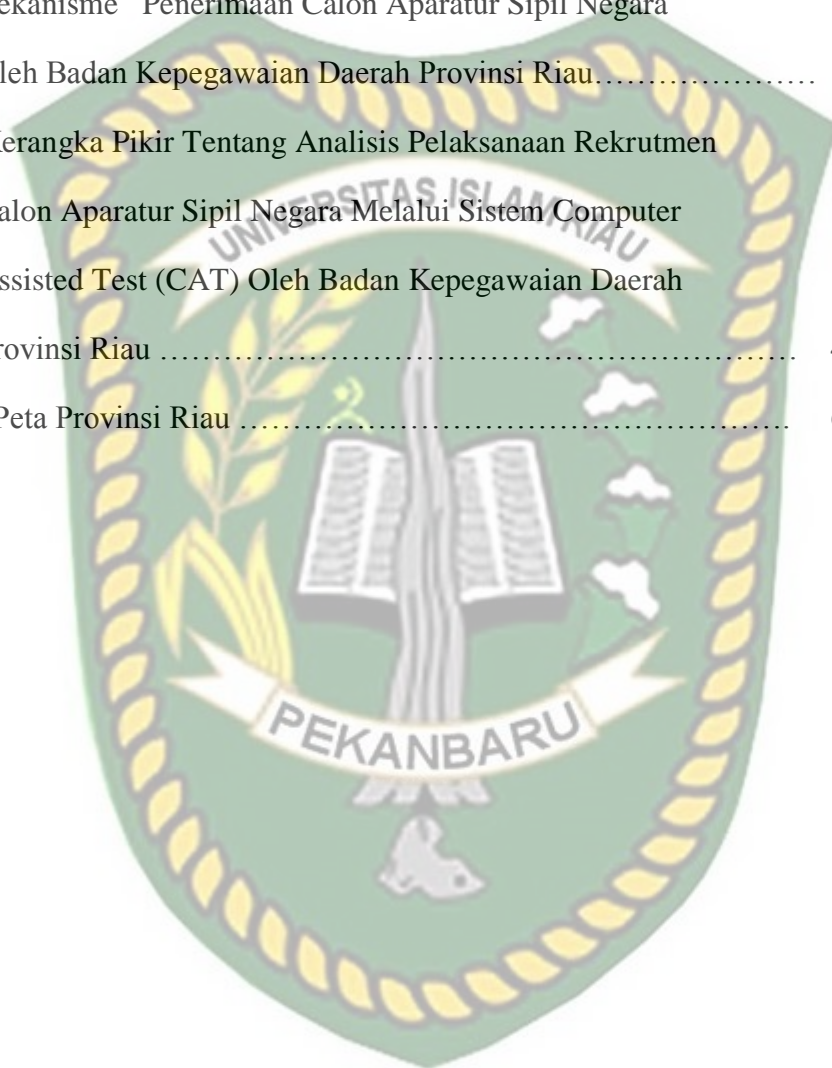 ekanisme Penerimaan Calon Aparatur Sipil Negara
leh Badan Kepegawaian Daerah Provinsi Riau………………….
Kerangka Pikir Tentang Analisis Pelaksanaan Rekrutmen
alon Aparatur Sipil Negara Melalui Sistem Computer
ssisted Test (CAT) Oleh Badan Kepegawaian Daerah
rovinsi Riau ……………………………………………………
Peta Provinsi Riau …………………………………………….
UNIVERSITAS ISLAM RIAU
PEKANBARU